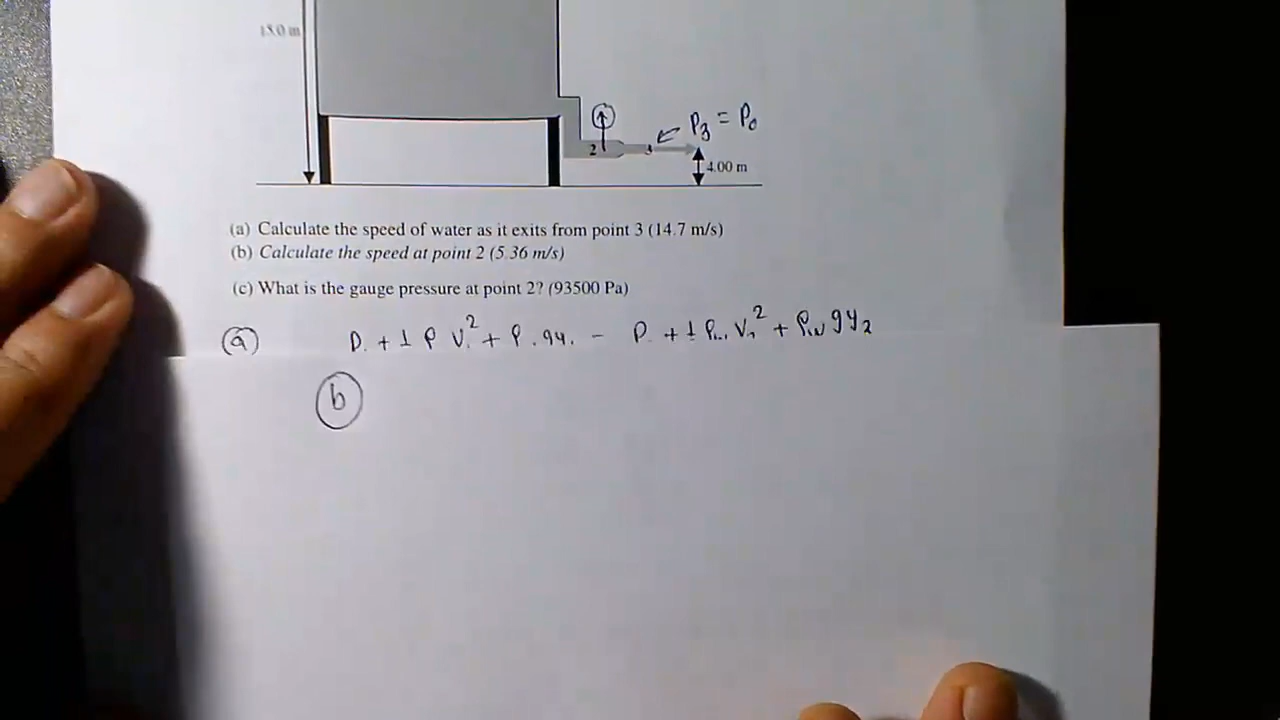 15.0 m
P₃ = P₀
2
3
4.00 m
(a) Calculate the speed of water as it exits from point 3 (14.7 m/s)
(b) Calculate the speed at point 2 (5.36 m/s)
(c) What is the gauge pressure at point 2? (93500 Pa)
(a)
ρ_w g y₂
(b)